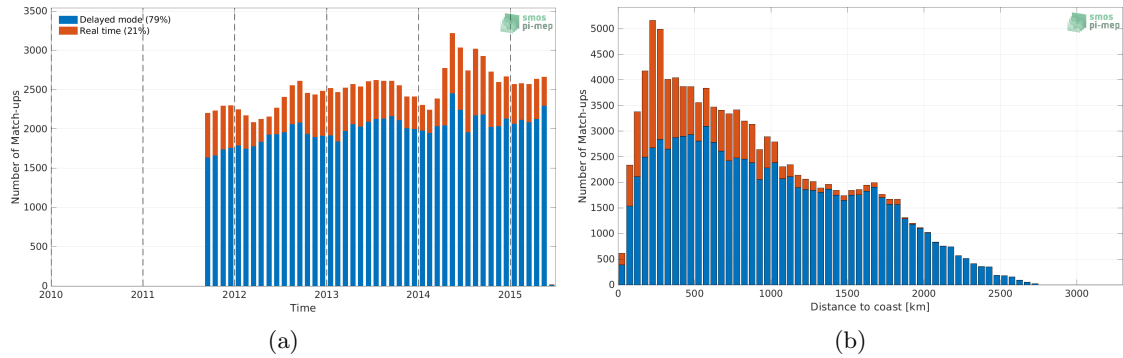 3500
3000
2500
2000
1500
1000
500
0
Number of Match-ups
Delayed mode (79%)
Real time (21%)
smos
pi-mep
2010
2011
2012
2013
2014
2015
Time
(a)
5000
4500
4000
3500
3000
2500
2000
1500
1000
500
0
Number of Match-ups
smos
pi-mep
0
500
1000
1500
2000
2500
3000
Distance to coast [km]
(b)